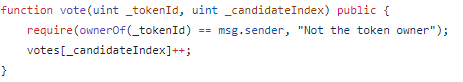 function vote(uint _tokenId, uint _candidateIndex) public {
    require(ownerOf(_tokenId) == msg.sender, "Not the token owner");
    votes[_candidateIndex]++;
}